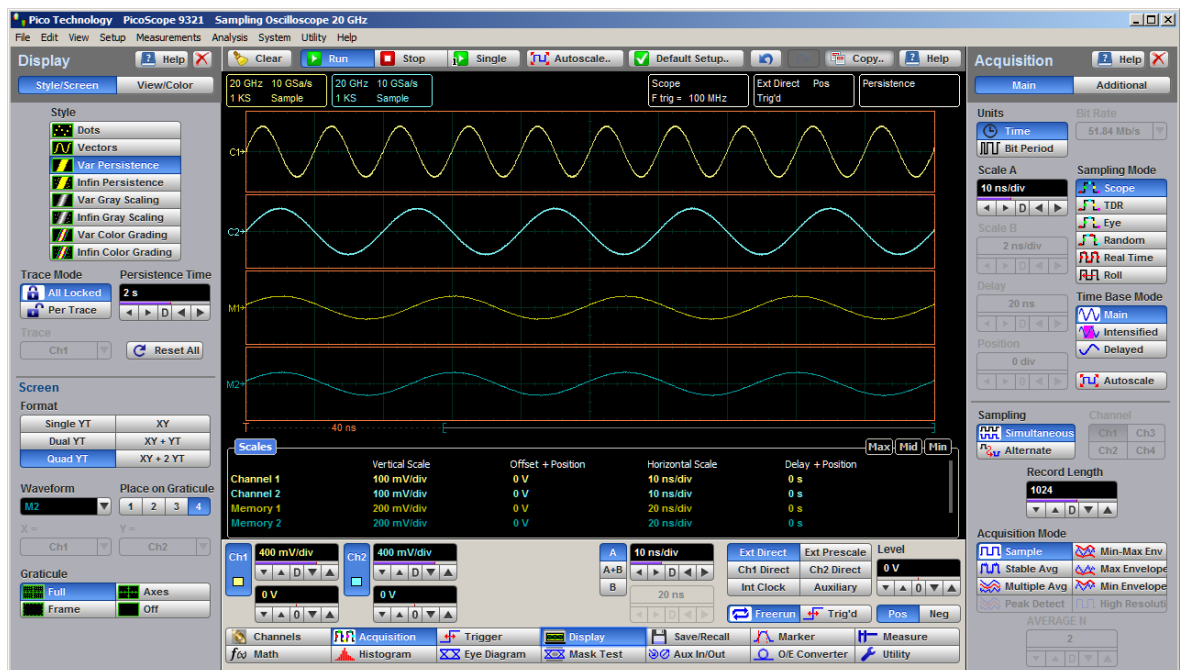 Pico Technology PicoScope 9321 Sampling Oscilloscope 20 GHz
File Edit View Setup Measurements Analysis System Utility Help
Display Help
Style/Screen View/Color
Style
Dots
Vectors
Var Persistence
Infin Persistence
Var Gray Scaling
Infin Gray Scaling
Var Color Grading
Infin Color Grading
Trace Mode Persistence Time
All Locked 2 s
Per Trace D
Trace
Ch1 Reset All
Screen
Format
Single YT XY
Dual YT XY + YT
Quad YT XY + 2 YT
Waveform Place on Graticule
M2 1 2 3 4
X = Y =
Ch1 Ch2
Graticule
Full Axes
Frame Off
Clear Run Stop Single Autoscale.. Default Setup.. Copy.. Help
20 GHz 10 GSa/s 20 GHz 10 GSa/s Scope Ext Direct Pos Persistence
1 KS Sample 1 KS Sample F trig = 100 MHz Trig'd
C1
C2
M1
M2
T 40 ns
Scales Max Mid Min
Vertical Scale Offset + Position Horizontal Scale Delay + Position
Channel 1 100 mV/div 0 V 10 ns/div 0 s
Channel 2 100 mV/div 0 V 10 ns/div 0 s
Memory 1 200 mV/div 0 V 20 ns/div 0 s
Memory 2 200 mV/div 0 V 20 ns/div 0 s
Ch1 400 mV/div Ch2 400 mV/div A 10 ns/div Ext Direct Ext Prescale Level
D D A+B D Ch1 Direct Ch2 Direct 0 V
0 V 0 V B 20 ns Int Clock Auxiliary 0
0 0 D Freerun Trig'd Pos Neg
Channels Acquisition Trigger Display Save/Recall Marker Measure
f(x) Math Histogram Eye Diagram Mask Test Aux In/Out O/E Converter Utility
Acquisition Help
Main Additional
Units Bit Rate
Time 51.84 Mb/s
Bit Period
Scale A Sampling Mode
10 ns/div Scope
D TDR
Scale B Eye
2 ns/div Random
D Real Time
Roll
Delay
20 ns Time Base Mode
D Main
Intensified
Position Delayed
0 div
D Autoscale
Sampling Channel
Simultaneous Ch1 Ch3
Alternate Ch2 Ch4
Record Length
1024
D
Acquisition Mode
Sample Min-Max Env
Stable Avg Max Envelope
Multiple Avg Min Envelope
Peak Detect High Resoluti
AVERAGE N
2
D